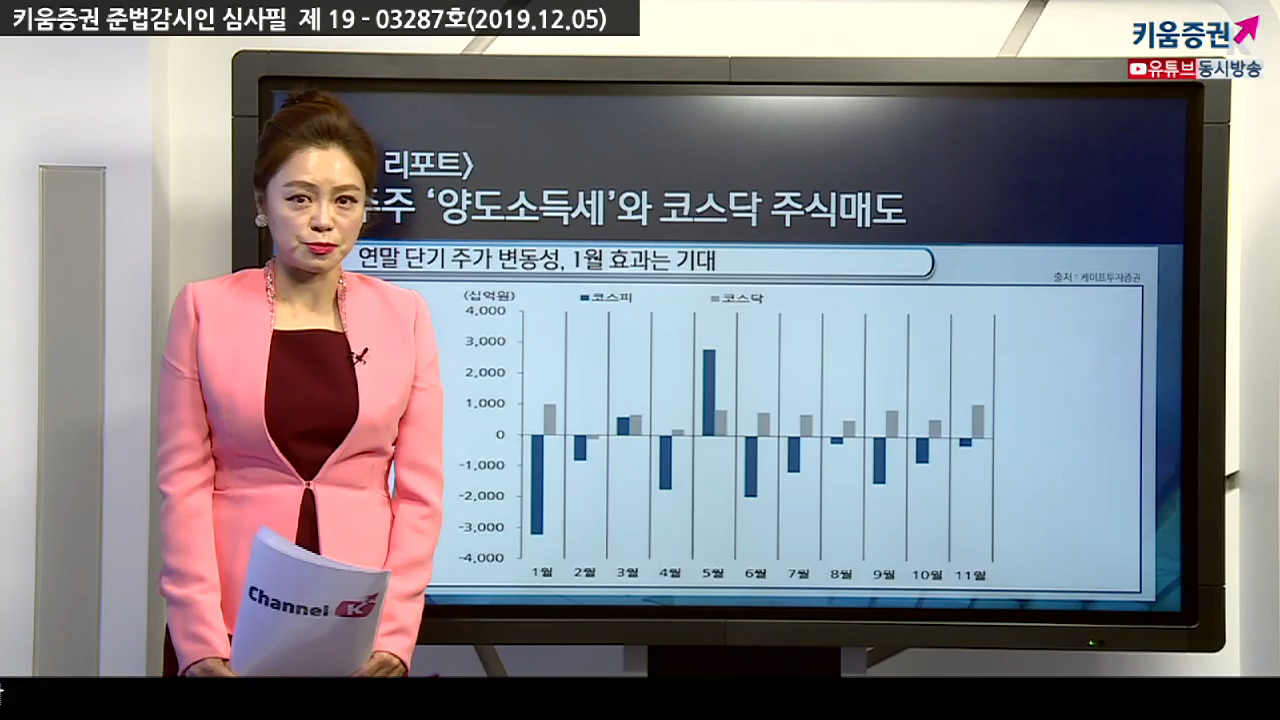 키움증권 준법감시인 심사필 제 19 - 03287호(2019.12.05)
키움증권
유튜브동시방송
리포트〉
주 ‘양도소득세’와 코스닥 주식매도
연말 단기 주가 변동성, 1월 효과는 기대
출처 : 케이프투자증권
(십억원)
코스피 코스닥
4,000
3,000
2,000
1,000
0
-1,000
-2,000
-3,000
-4,000
1월 2월 3월 4월 5월 6월 7월 8월 9월 10월 11월
Channel K